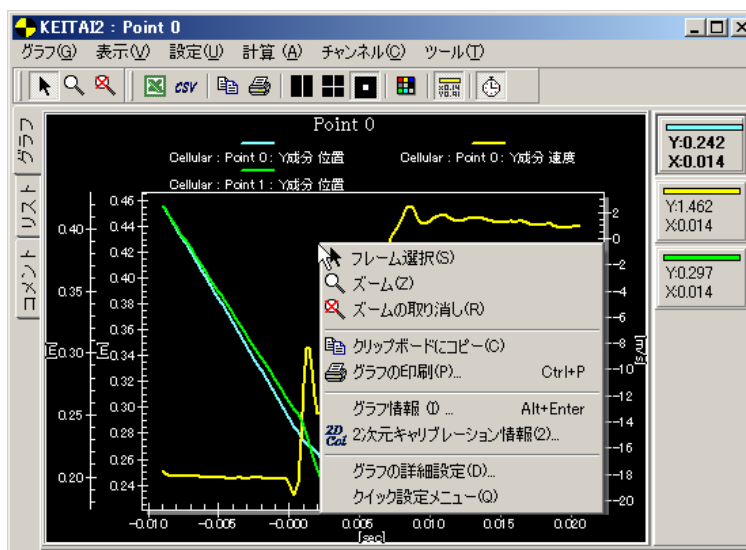 KEITAI2 : Point 0
グラフ(G) 表示(V) 設定(U) 計算 (A) チャンネル(C) ツール(T)
csv
X0.14
Y0.41
グラフ
リスト
コメント
Point 0
Cellular : Point 0 : Y成分 位置
Cellular : Point 0 : Y成分 速度
Cellular : Point 1 : Y成分 位置
0.40
0.35
0.30
0.25
0.20
[m]
0.46
0.44
0.42
0.40
0.38
0.36
0.34
0.32
0.30
0.28
0.26
0.24
[m]
2
0
-2
-4
-6
-8
-10
-12
-14
-16
-18
-20
[m/s]
-0.010 -0.005 -0.000 0.005 0.010 0.015 0.020
[sec]
フレーム選択(S)
ズーム(Z)
ズームの取り消し(R)
クリップボードにコピー(C)
グラフの印刷(P)... Ctrl+P
グラフ情報 (I) ... Alt+Enter
2D Cal 2次元キャリブレーション情報(2)...
グラフの詳細設定(D)...
クイック設定メニュー(Q)
Y:0.242
X:0.014
Y:1.462
X:0.014
Y:0.297
X:0.014